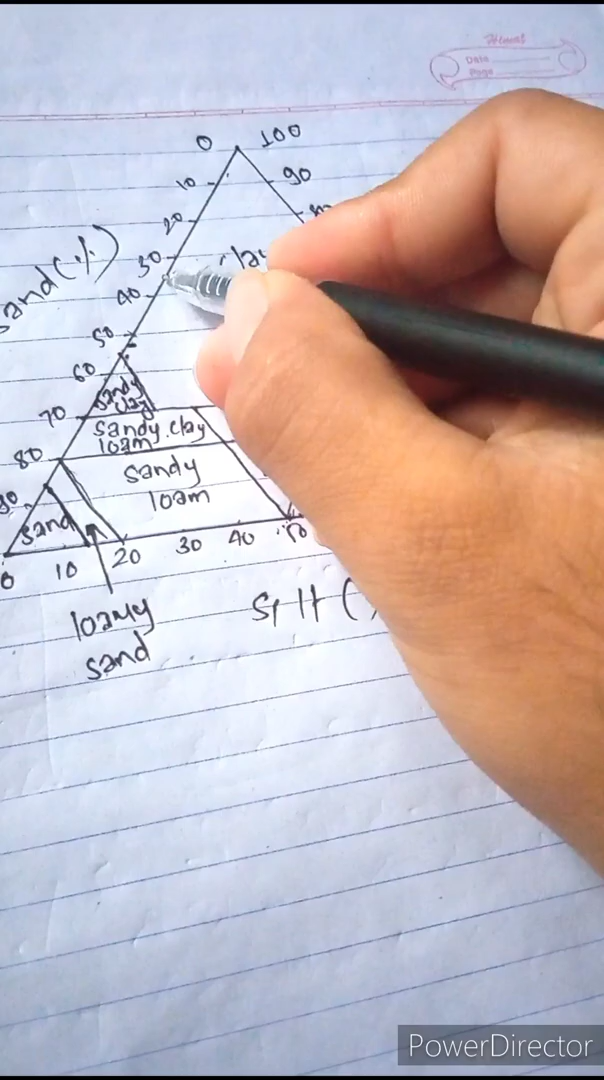 Date
Page
0 100
10 90
20
30
40
50
60
70
80
sand
clay
sandy clay
loam
sandy
loam
sand
10 20 30 40 50
loamy
sand
silt (
PowerDirector